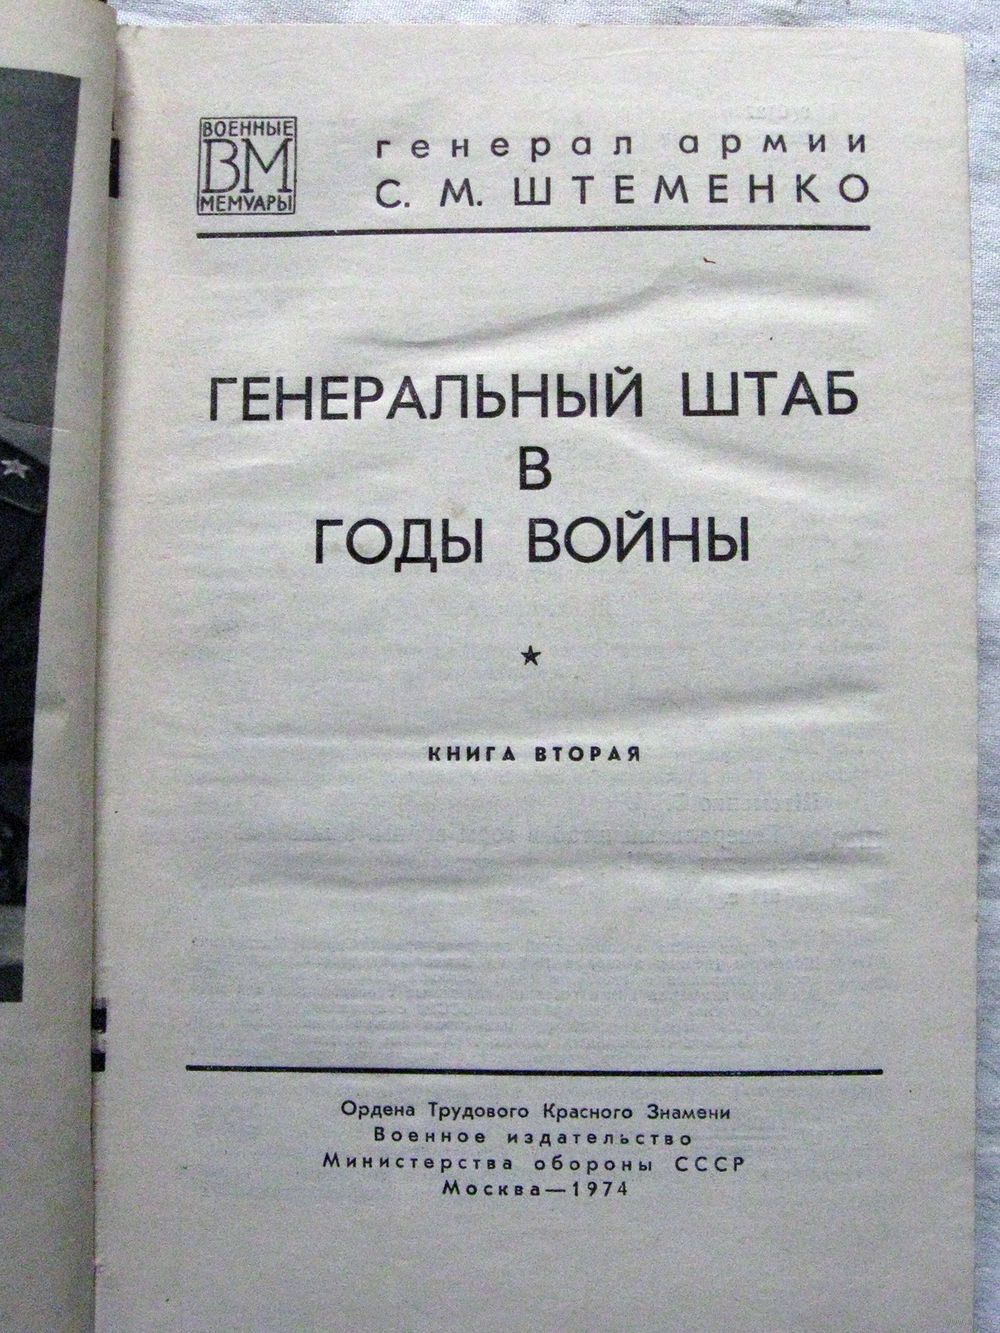 ВОЕННЫЕ
ВМ
МЕМУАРЫ
генерал армии
С. М. ШТЕМЕНКО
ГЕНЕРАЛЬНЫЙ ШТАБ
В
ГОДЫ ВОЙНЫ
★
КНИГА ВТОРАЯ
Ордена Трудового Красного Знамени
Военное издательство
Министерства обороны СССР
Москва—1974